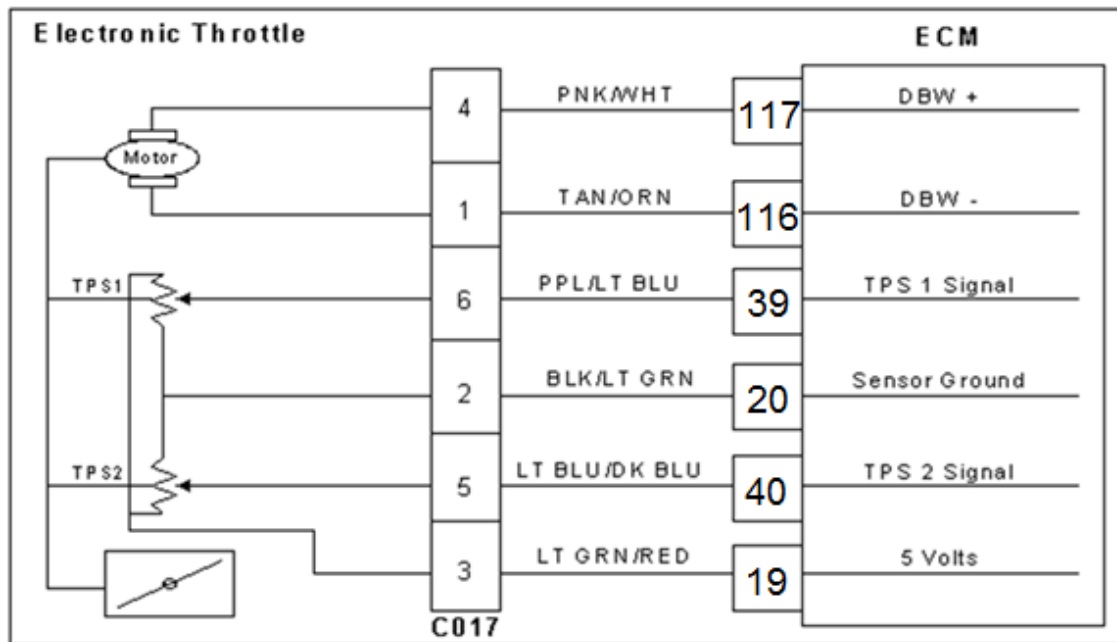 Electronic Throttle
ECM
4 PNK/WHT 117 DBW +
Motor
1 TAN/ORN 116 DBW -
TPS1
6 PPL/LT BLU 39 TPS 1 Signal
2 BLK/LT GRN 20 Sensor Ground
TPS2
5 LT BLU/DK BLU 40 TPS 2 Signal
3 LT GRN/RED 19 5 Volts
C017